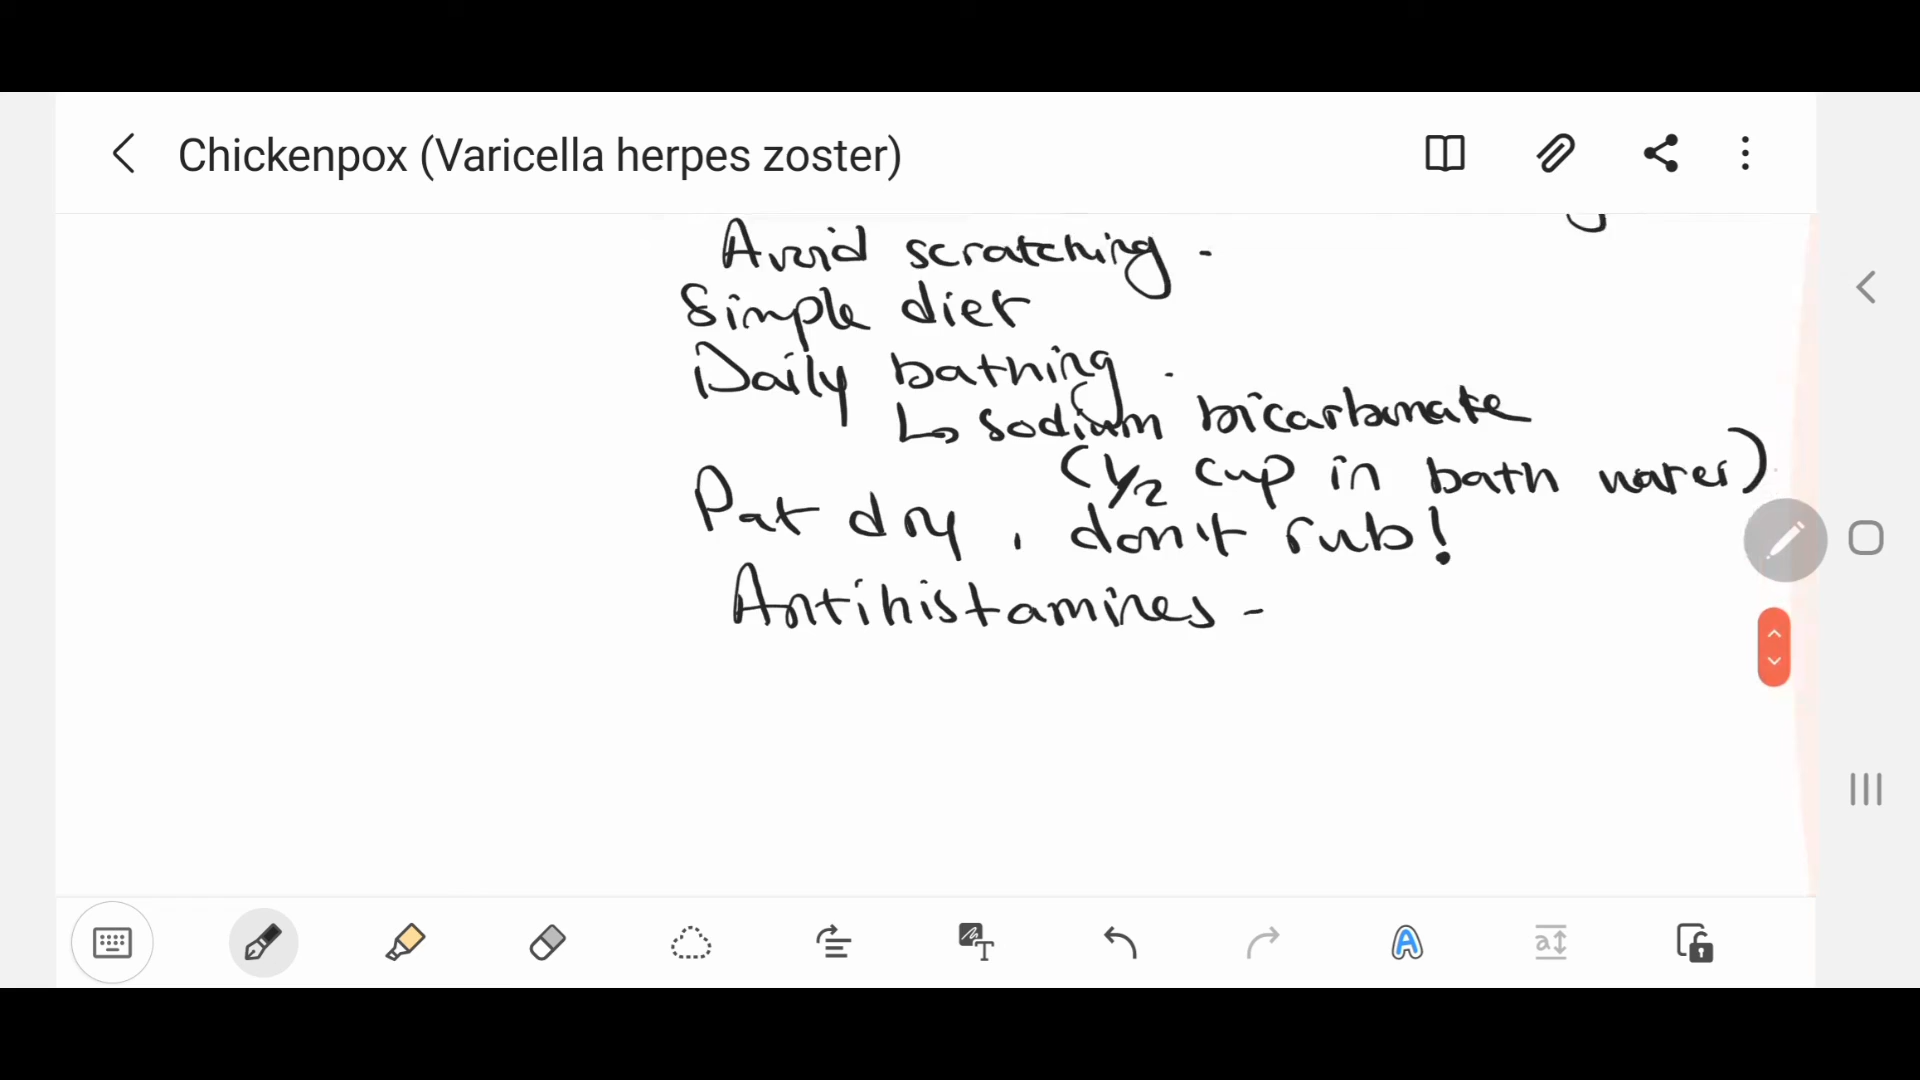 Chickenpox (Varicella herpes zoster)
Avoid scratching.
Simple diet
Daily bathing.
↳ sodium bicarbonate
(1/2 cup in bath water)
Pat dry, don't rub!
Antihistamines -